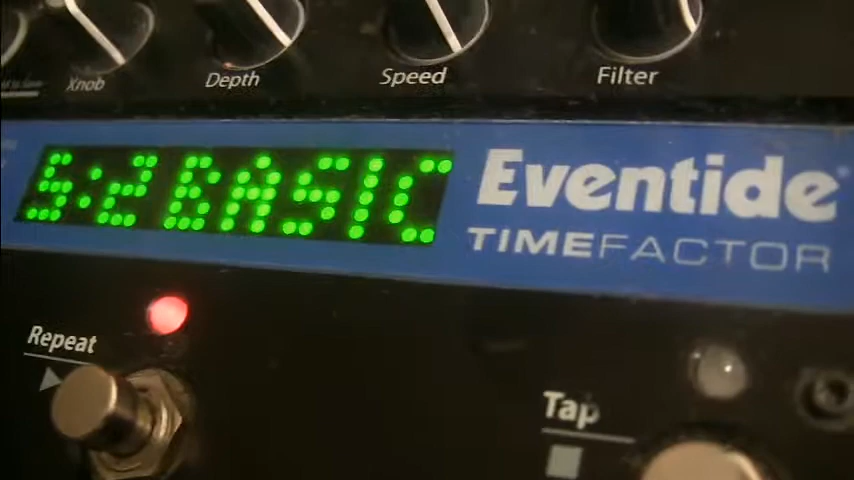 Xnob Depth Speed Filter
5:2 BASIC
Eventide®
TIMEFACTOR
Repeat
Tap